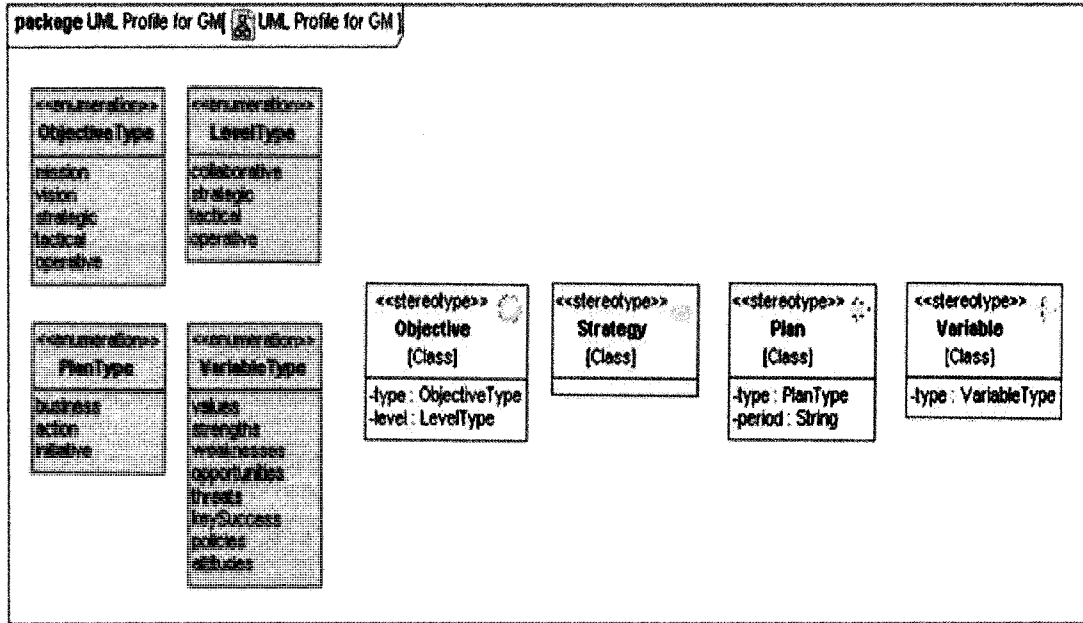 package UML Profile for GM[ UML Profile for GM ]
<<enumeration>>
ObjectiveType
mission
vision
strategic
tactical
operative
<<enumeration>>
LevelType
collaborative
strategic
tactical
operative
<<enumeration>>
PlanType
business
action
initiative
<<enumeration>>
VariableType
values
strengths
weaknesses
opportunities
threats
keySuccess
policies
attitudes
<<stereotype>>
Objective
[Class]
-type : ObjectiveType
-level : LevelType
<<stereotype>>
Strategy
[Class]
<<stereotype>>
Plan
[Class]
-type : PlanType
-period : String
<<stereotype>>
Variable
[Class]
-type : VariableType